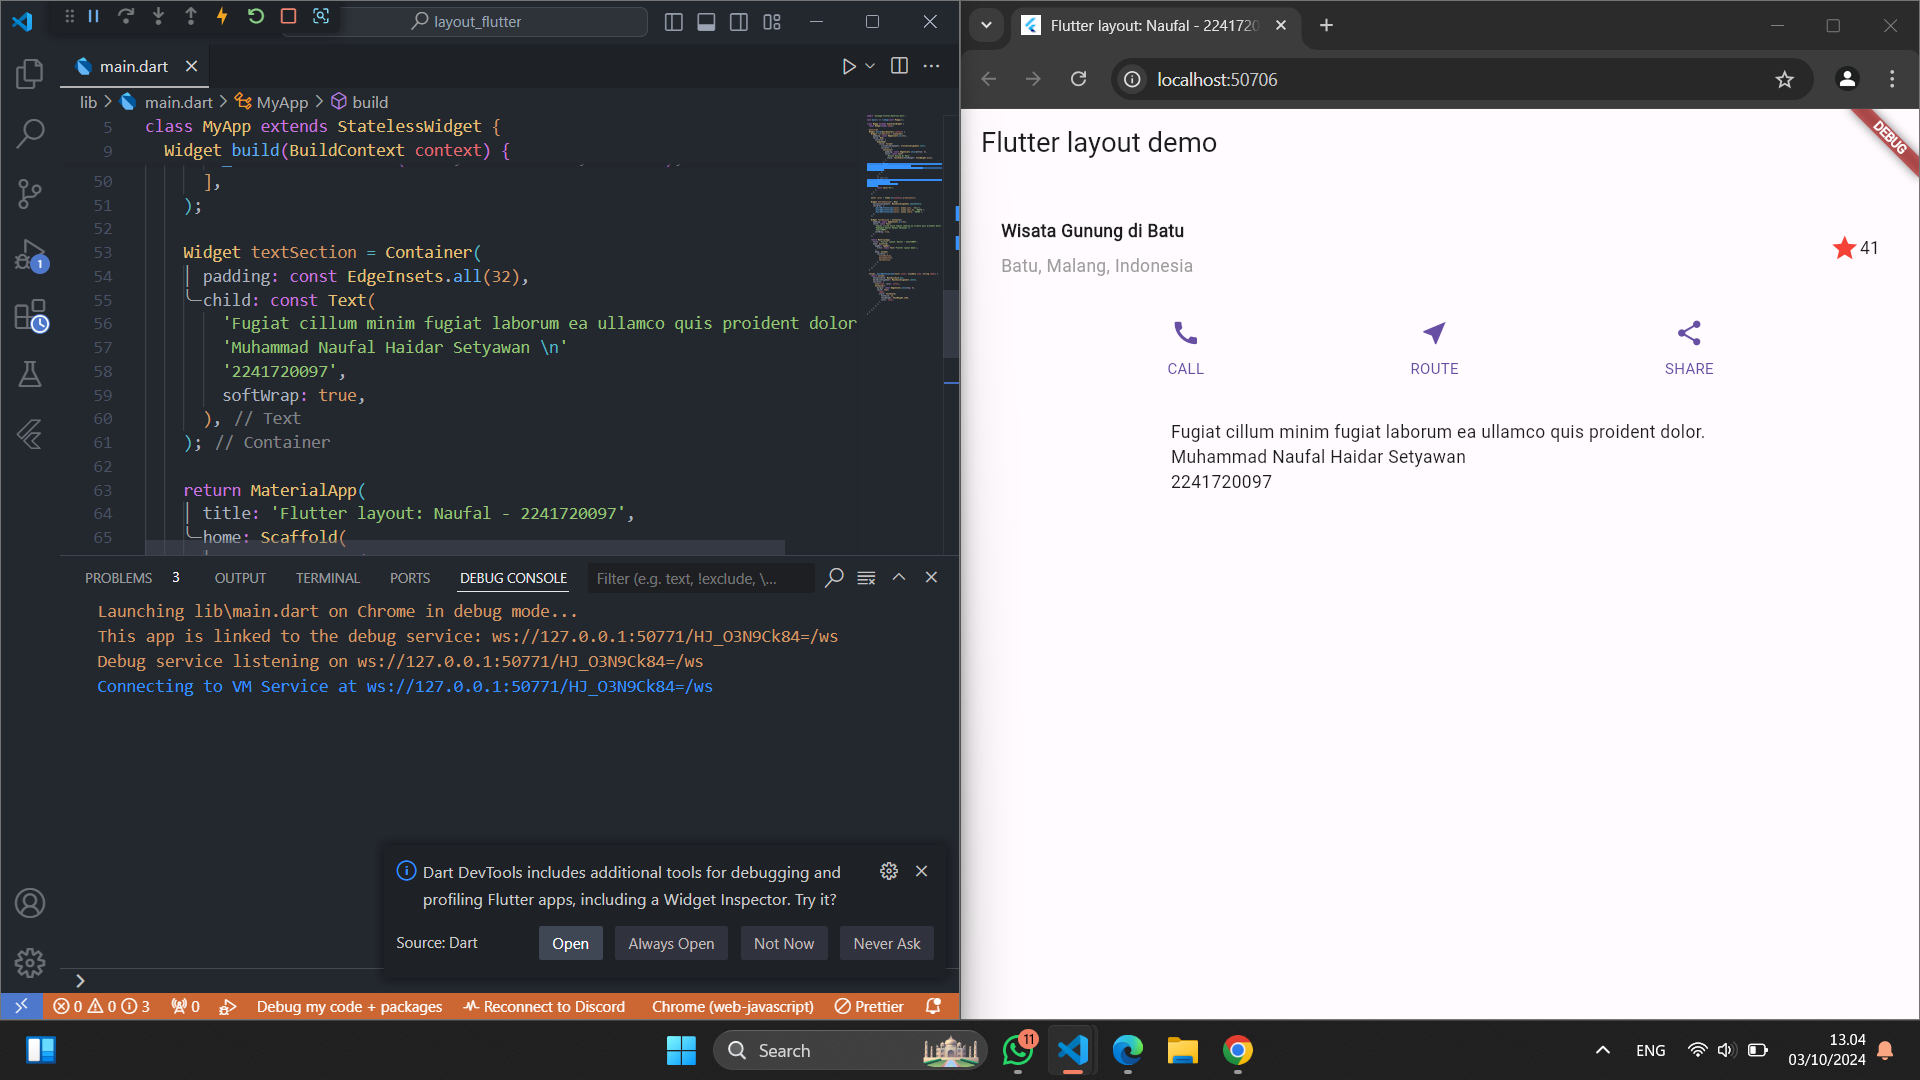 layout_flutter
main.dart
lib > main.dart > MyApp > build
5 class MyApp extends StatelessWidget {
9 Widget build(BuildContext context) {
50 ],
51 );
52
53 Widget textSection = Container(
54 padding: const EdgeInsets.all(32),
55 child: const Text(
56 'Fugiat cillum minim fugiat laborum ea ullamco quis proident dolor
57 'Muhammad Naufal Haidar Setyawan \n'
58 '2241720097',
59 softWrap: true,
60 ), // Text
61 ); // Container
62
63 return MaterialApp(
64 title: 'Flutter layout: Naufal - 2241720097',
65 home: Scaffold(
PROBLEMS 3 OUTPUT TERMINAL PORTS DEBUG CONSOLE Filter (e.g. text, !exclude, \...
Launching lib\main.dart on Chrome in debug mode...
This app is linked to the debug service: ws://127.0.0.1:50771/HJ_O3N9Ck84=/ws
Debug service listening on ws://127.0.0.1:50771/HJ_O3N9Ck84=/ws
Connecting to VM Service at ws://127.0.0.1:50771/HJ_O3N9Ck84=/ws
1
Dart DevTools includes additional tools for debugging and
profiling Flutter apps, including a Widget Inspector. Try it?
Source: Dart Open Always Open Not Now Never Ask
0 0 3 0 Debug my code + packages Reconnect to Discord Chrome (web-javascript) Prettier
Flutter layout: Naufal - 2241720
localhost:50706
Flutter layout demo
DEBUG
Wisata Gunung di Batu
Batu, Malang, Indonesia
41
CALL ROUTE SHARE
Fugiat cillum minim fugiat laborum ea ullamco quis proident dolor.
Muhammad Naufal Haidar Setyawan
2241720097
Search
11
ENG
13.04
03/10/2024